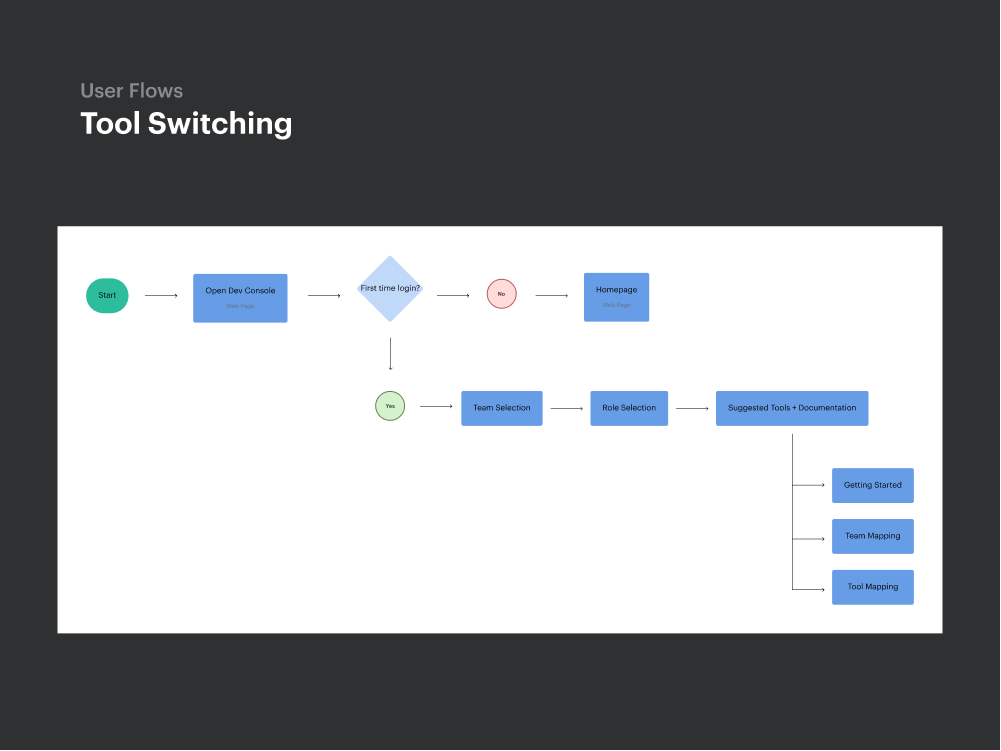 User Flows
Tool Switching
Start
Open Dev Console
Web Page
First time login?
No
Homepage
Web Page
Yes
Team Selection
Role Selection
Suggested Tools + Documentation
Getting Started
Team Mapping
Tool Mapping